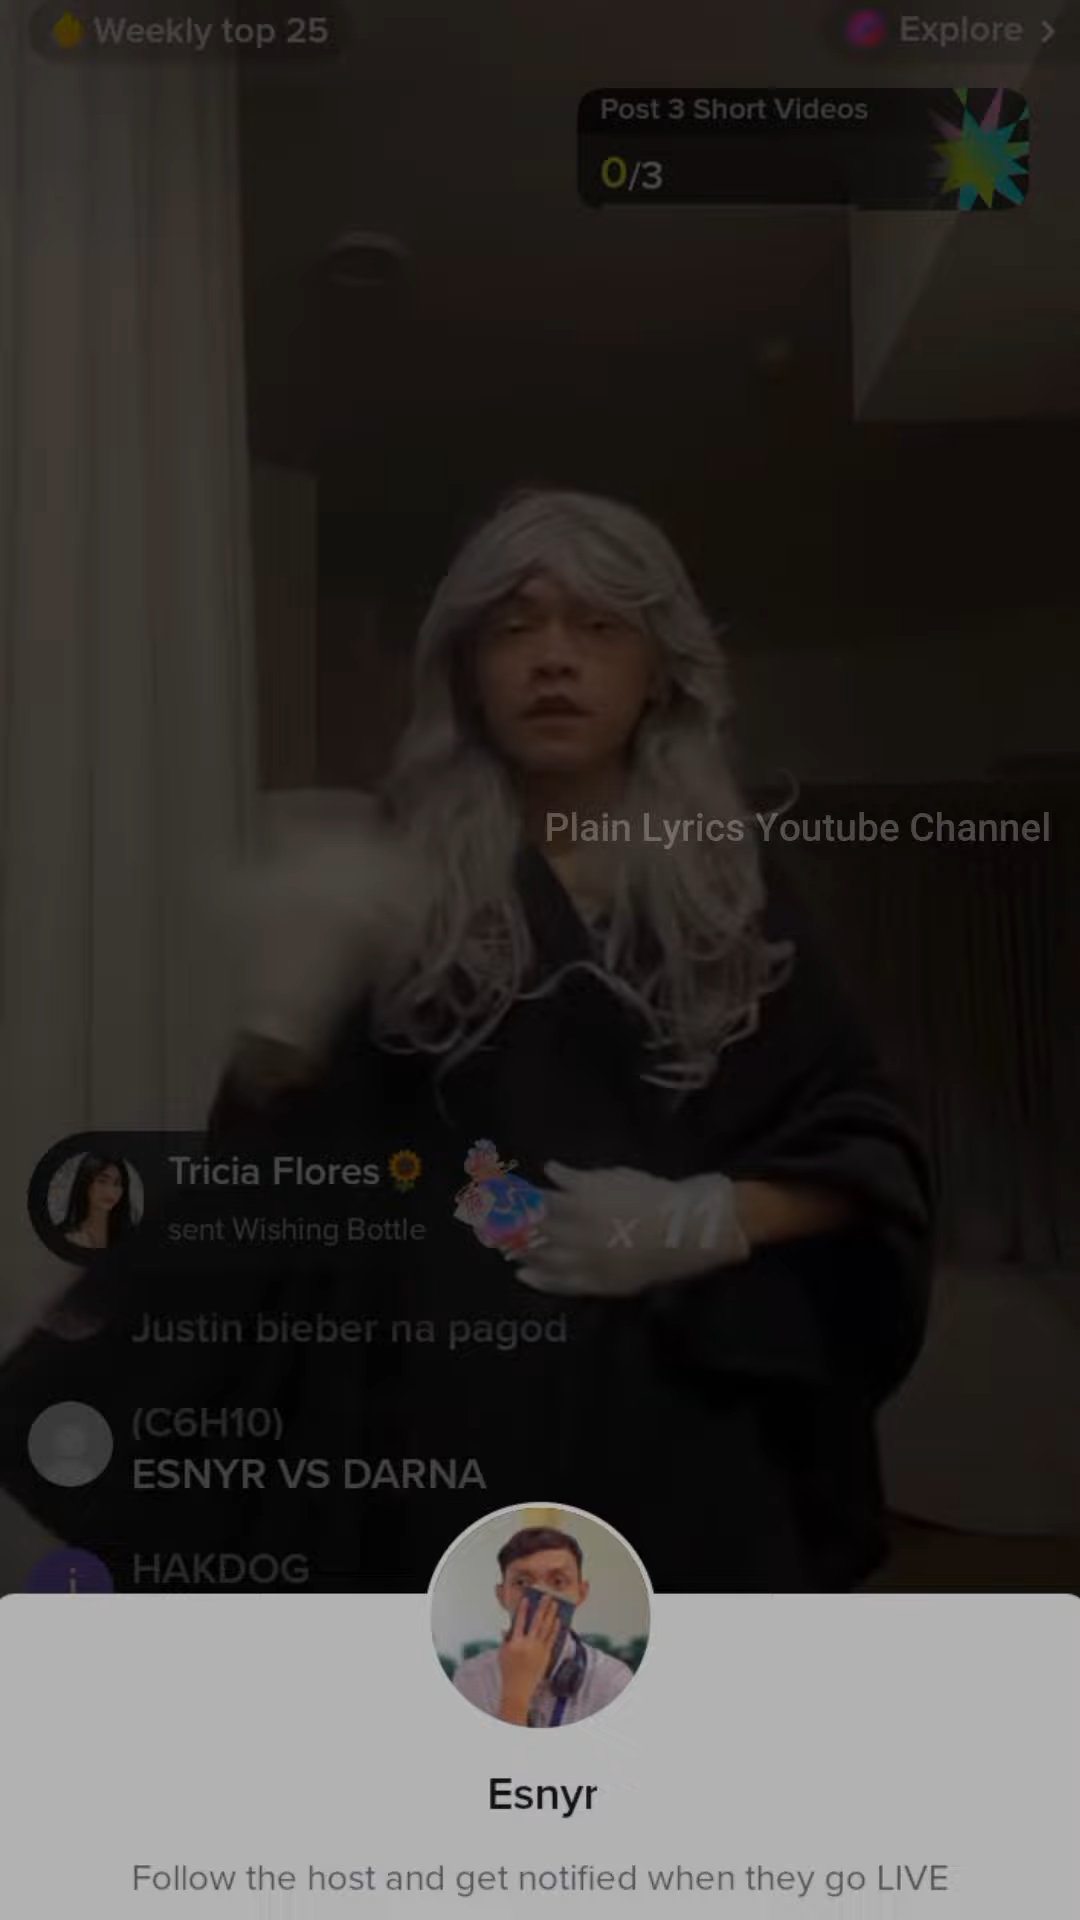 Weekly top 25
Explore
Post 3 Short Videos
0/3
Plain Lyrics Youtube Channel
Tricia Flores
sent Wishing Bottle
x 11
Justin bieber na pagod
(C6H10)
ESNYR VS DARNA
HAKDOG
i
Esnyr
Follow the host and get notified when they go LIVE